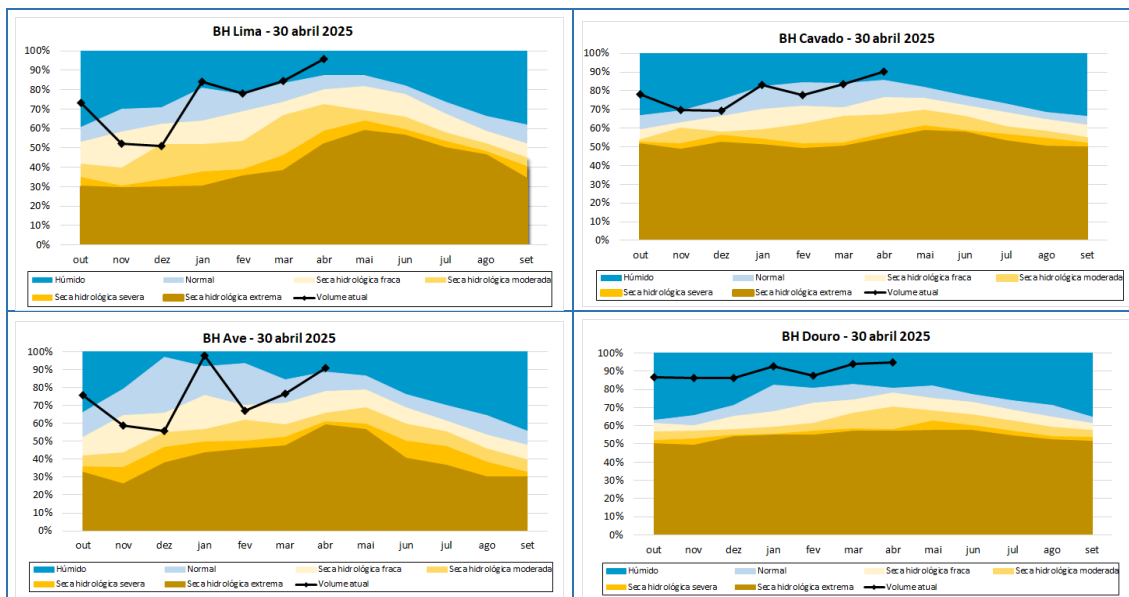 BH Lima - 30 abril 2025
100%
90%
80%
70%
60%
50%
40%
30%
20%
10%
0%
out nov dez jan fev mar abr mai jun jul ago set
Húmido Normal Seca hidrológica fraca Seca hidrológica moderada
Seca hidrológica severa Seca hidrológica extrema Volume atual
BH Cavado - 30 abril 2025
100%
90%
80%
70%
60%
50%
40%
30%
20%
10%
0%
out nov dez jan fev mar abr mai jun jul ago set
Húmido Normal Seca hidrológica fraca Seca hidrológica moderada
Seca hidrológica severa Seca hidrológica extrema Volume atual
BH Ave - 30 abril 2025
100%
90%
80%
70%
60%
50%
40%
30%
20%
10%
0%
out nov dez jan fev mar abr mai jun jul ago set
Húmido Normal Seca hidrológica fraca Seca hidrológica moderada
Seca hidrológica severa Seca hidrológica extrema Volume atual
BH Douro - 30 abril 2025
100%
90%
80%
70%
60%
50%
40%
30%
20%
10%
0%
out nov dez jan fev mar abr mai jun jul ago set
Húmido Normal Seca hidrológica fraca Seca hidrológica moderada
Seca hidrológica severa Seca hidrológica extrema Volume atual